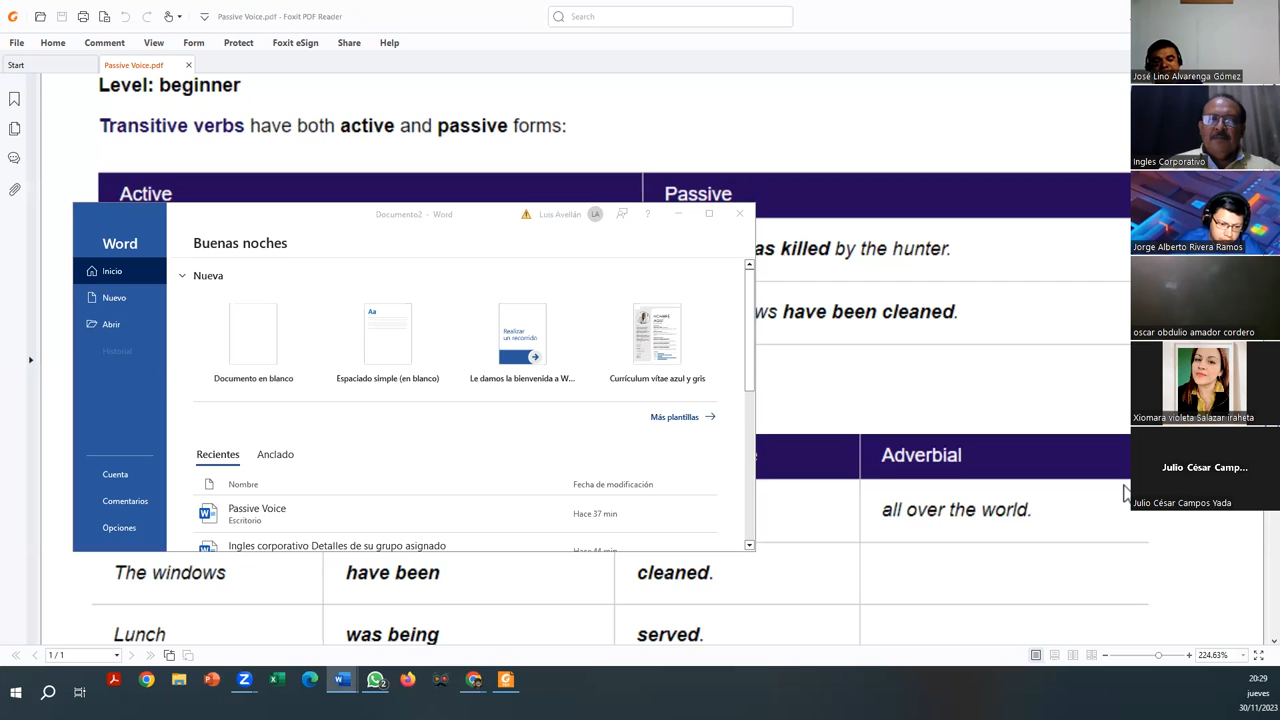 Passive Voice.pdf - Foxit PDF Reader
Search
File Home Comment View Form Protect Foxit eSign Share Help
Start
Passive Voice.pdf
Level: beginner
Transitive verbs have both active and passive forms:
Active
Passive
as killed by the hunter.
ws have been cleaned.
Adverbial
all over the world.
The windows
have been
cleaned.
Lunch
was being
served.
Documento2 - Word
Luis Avellán
LA
?
Word
Inicio
Nuevo
Abrir
Historial
Cuenta
Comentarios
Opciones
Buenas noches
Nueva
Aa
Realizar
un recorrido
NOMBRE
AQUÍ
Documento en blanco
Espaciado simple (en blanco)
Le damos la bienvenida a W...
Currículum vítae azul y gris
Más plantillas
Recientes
Anclado
Nombre
Fecha de modificación
Passive Voice
Escritorio
Hace 37 min
Ingles corporativo Detalles de su grupo asignado
Hace 44 min
José Lino Alvarenga Gómez
Ingles Corporativo
Jorge Alberto Rivera Ramos
oscar obdulio amador cordero
Xiomara violeta Salazar iraheta
Julio César Camp...
Julio César Campos Yada
1 / 1
224.63%
2
20:29
jueves
30/11/2023